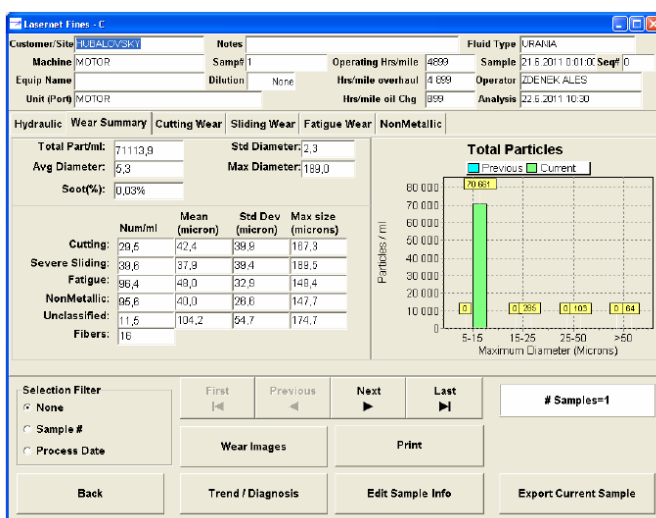 Lasernet Fines - C
Customer/Site HUBALOVSKY Notes Fluid Type URANIA
Machine MOTOR Samp# 1 Operating Hrs/mile 4899 Sample 21.6.2011 0:01:00 Seq# 0
Equip Name Dilution None Hrs/mile overhaul 4 899 Operator ZDENEK ALES
Unit (Port) MOTOR Hrs/mile oil Chg 899 Analysis 22.6.2011 10:30
Hydraulic Wear Summary Cutting Wear Sliding Wear Fatigue Wear NonMetallic
Total Part/ml: 71113,9 Std Diameter: 2,3
Avg Diameter: 5,3 Max Diameter: 189,0
Soot(%): 0,03%
Num/ml Mean (micron) Std Dev (micron) Max size (microns)
Cutting: 29,5 42,4 39,9 167,3
Severe Sliding: 39,6 37,9 39,4 189,5
Fatigue: 96,4 49,0 32,9 148,4
NonMetallic: 95,6 40,0 26,6 147,7
Unclassified: 11,5 104,2 54,7 174,7
Fibers: 16
Total Particles
Previous Current
Particles / ml
80 000
70 000
60 000
50 000
40 000
30 000
20 000
10 000
0
70 661
0 0 285 0 103 0 64
5-15 15-25 25-50 >50
Maximum Diameter (Microns)
Selection Filter
None
Sample #
Process Date
First Previous Next Last
# Samples=1
Wear Images Print
Back Trend / Diagnosis Edit Sample Info Export Current Sample